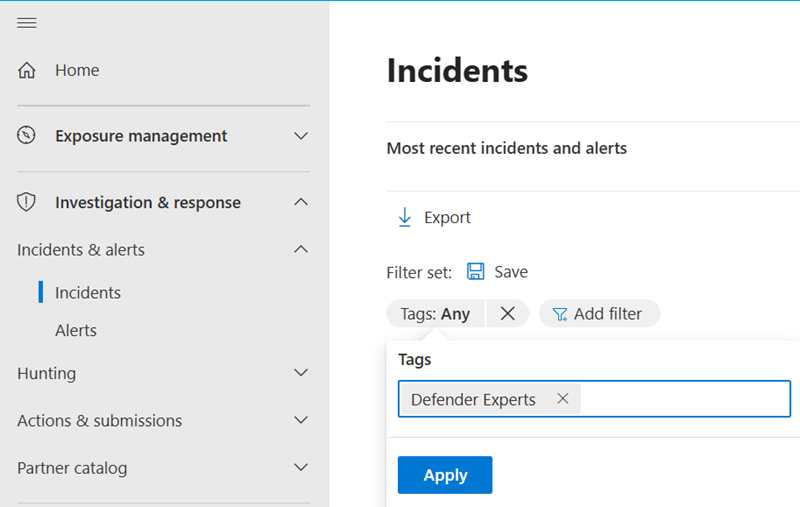 Home
Exposure management
Investigation & response
Incidents & alerts
Incidents
Alerts
Hunting
Actions & submissions
Partner catalog
Incidents
Most recent incidents and alerts
Export
Filter set: Save
Tags: Any Add filter
Tags
Defender Experts
Apply